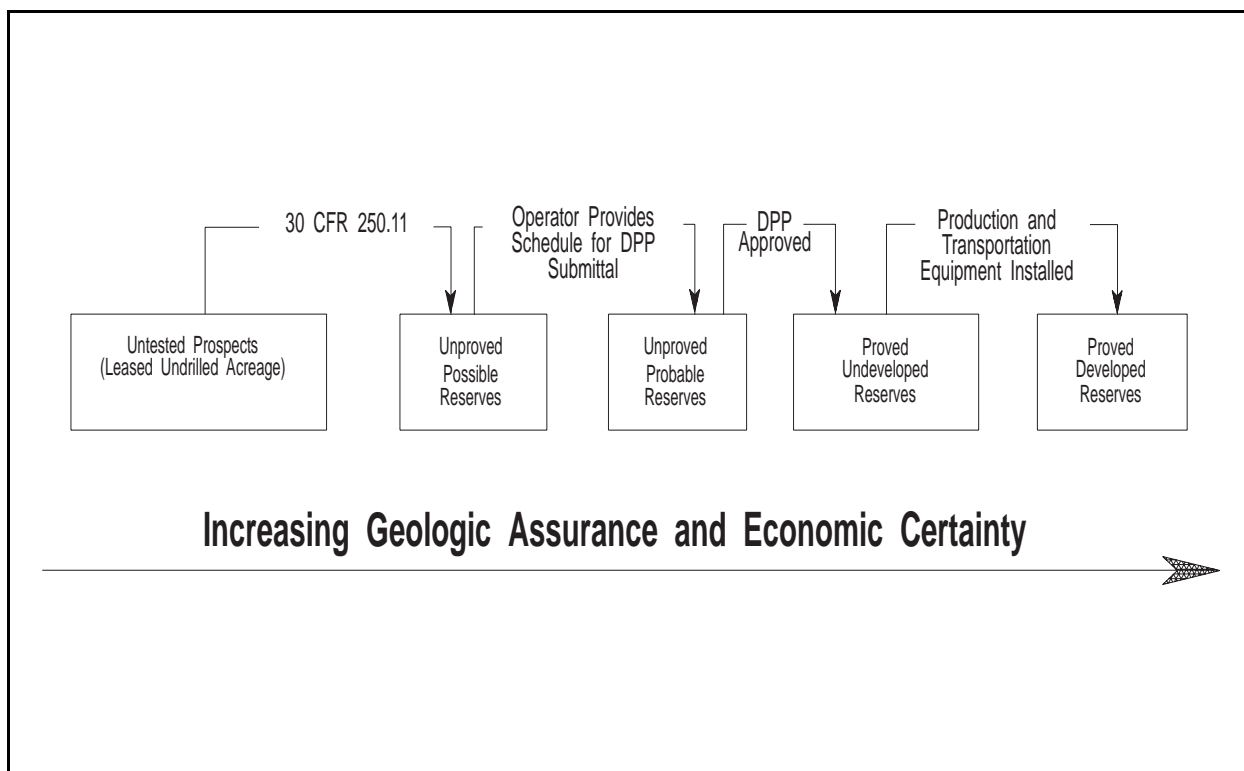 30 CFR 250.11
Operator Provides
Schedule for DPP
Submittal
DPP
Approved
Production and
Transportation
Equipment Installed
Untested Prospects
(Leased Undrilled Acreage)
Unproved
Possible
Reserves
Unproved
Probable
Reserves
Proved
Undeveloped
Reserves
Proved
Developed
Reserves
Increasing Geologic Assurance and Economic Certainty